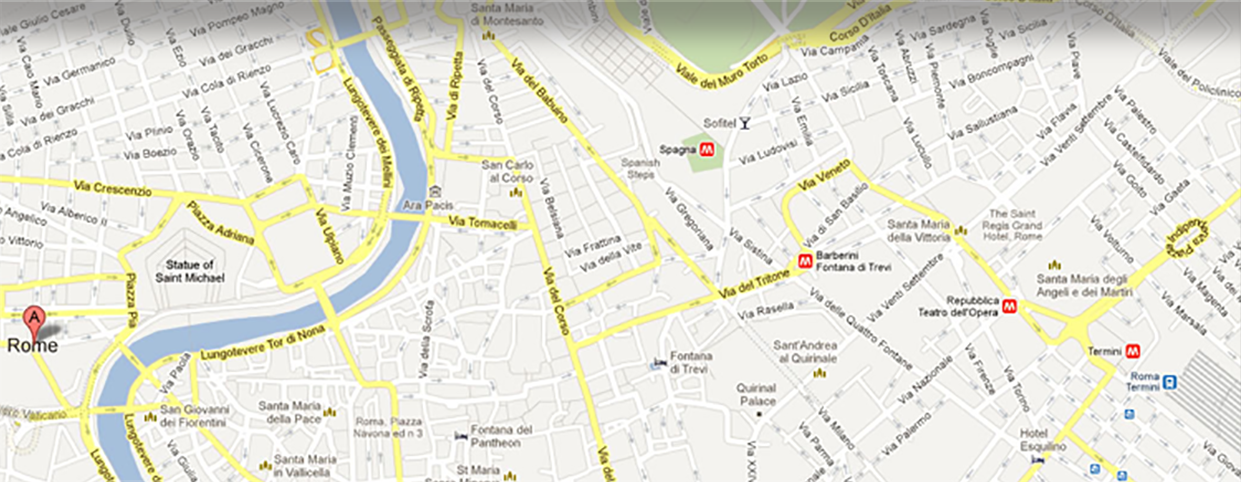 Viale Giulio Cesare
Via Duilio
Via Pompeo Magno
Via Ezio
Via dei Gracchi
Via Caio Mario
Via Germanico
Via Silla
Via Cola di Rienzo
Via dei Gracchi
Cola di Rienzo
Via Plinio
Via Orazio
Via Tacito
Via Lucrezio Caro
Via Boezio
Via Cicerone
Via Muzio Clementi
Lungotevere dei Mellini
Passeggiata di Ripetta
Via di Ripetta
Santa Maria
di Montesanto
Via del Corso
Via del Babuino
Viale del Muro Torto
Corso D'Italia
Corso D'Italia
Via Campania
Via Sardegna
Via Puglie
Via Sicilia
Via Toscana
Via Abruzzi
Via Piemonte
Via Boncompagni
Via Piave
Viale del Policlinico
Via Lazio
Via Sicilia
Via Emilia
Sofitel
Via Ludovisi
Via Lucullo
Via Sallustiana
Via Flavia
Via Venti Settembre
Via Palestro
Via Castelfidardo
Via Goito
Via Gaeta
Spagna
Spanish
Steps
San Carlo
al Corso
Via Crescenzio
Via Alberico II
Angelico
Vittorio
Piazza Adriana
Via Ulpiano
Ara Pacis
Via Tomacelli
Via Belsiana
Via Frattina
Via della Vite
Via Gregoriana
Via Sistina
Via Veneto
Via di San Basilio
Santa Maria
della Vittoria
The Saint
Regis Grand
Hotel, Rome
Via Volturno
Via Magenta
Via Marsala
Statue of
Saint Michael
Piazza Pia
Barberini
Fontana di Trevi
Via del Tritone
Via Rasella
Via delle Quattro Fontane
Via Venti Settembre
Santa Maria degli
Angeli e dei Martiri
Repubblica
Teatro dell'Opera
Termini
Roma
Termini
A
Rome
Lungotevere Tor di Nona
Via Paola
Via della Scrofa
Via del Corso
Fontana
di Trevi
Sant'Andrea
al Quirinale
Quirinal
Palace
Via Nazionale
Via Firenze
Via Torino
San Giovanni
dei Fiorentini
Santa Maria
della Pace
Roma, Piazza
Navona ed n 3
Fontana del
Pantheon
Santa Maria
in Vallicella
St Maria
Via Giulia
Via Milano
Via Parma
Via Palermo
Via XXIV
Hotel
Esquilino